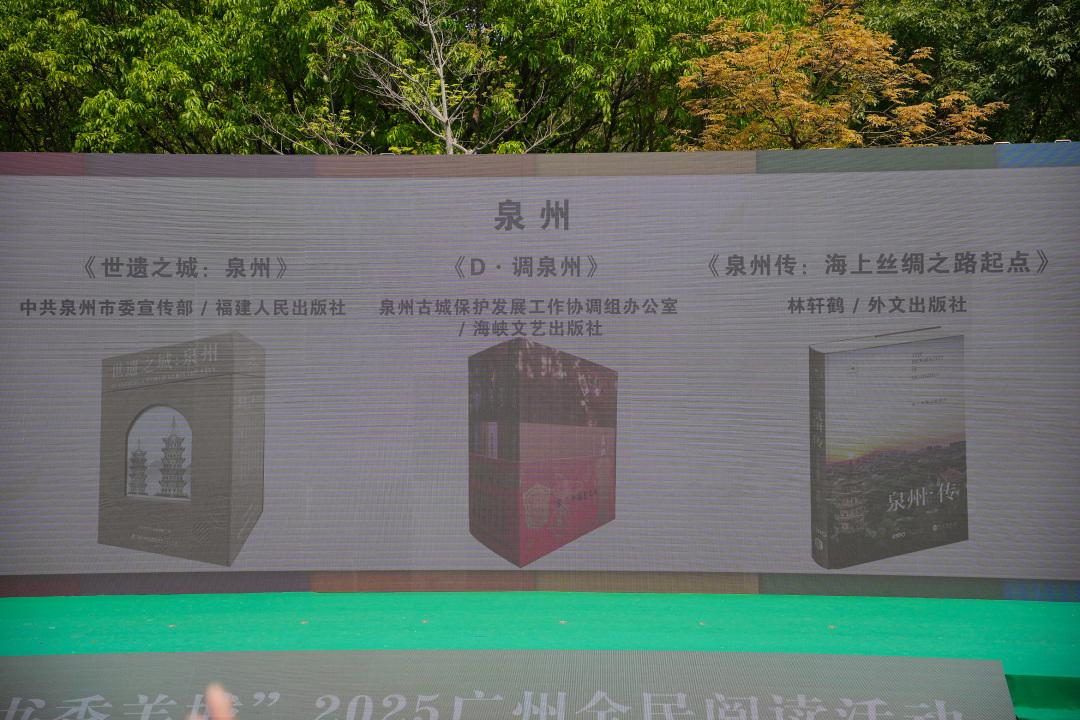 泉州
《世遗之城：泉州》
中共泉州市委宣传部 / 福建人民出版社
《D · 调泉州》
泉州古城保护发展工作协调组办公室
/ 海峡文艺出版社
《泉州传：海上丝绸之路起点》
林轩鹤 / 外文出版社
世遗之城：泉州
泉州传
泉州传
” 2025广州全民阅读活动